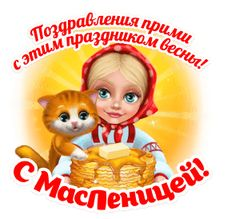 Поздравления прими
с этим праздником весны!
С МасЛеницей!